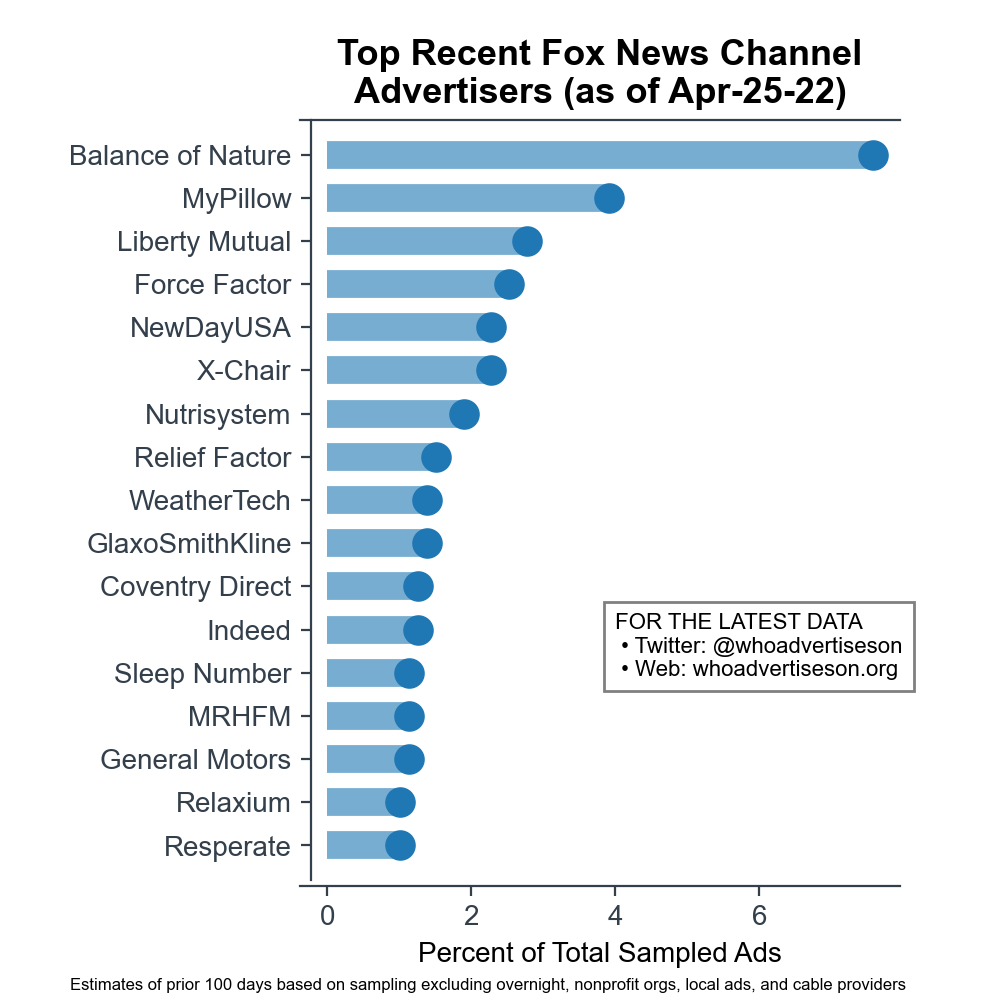 Top Recent Fox News Channel
Advertisers (as of Apr-25-22)
Balance of Nature
MyPillow
Liberty Mutual
Force Factor
NewDayUSA
X-Chair
Nutrisystem
Relief Factor
WeatherTech
GlaxoSmithKline
Coventry Direct
Indeed
Sleep Number
MRHFM
General Motors
Relaxium
Resperate
FOR THE LATEST DATA
• Twitter: @whoadvertiseson
• Web: whoadvertiseson.org
0 2 4 6
Percent of Total Sampled Ads
Estimates of prior 100 days based on sampling excluding overnight, nonprofit orgs, local ads, and cable providers